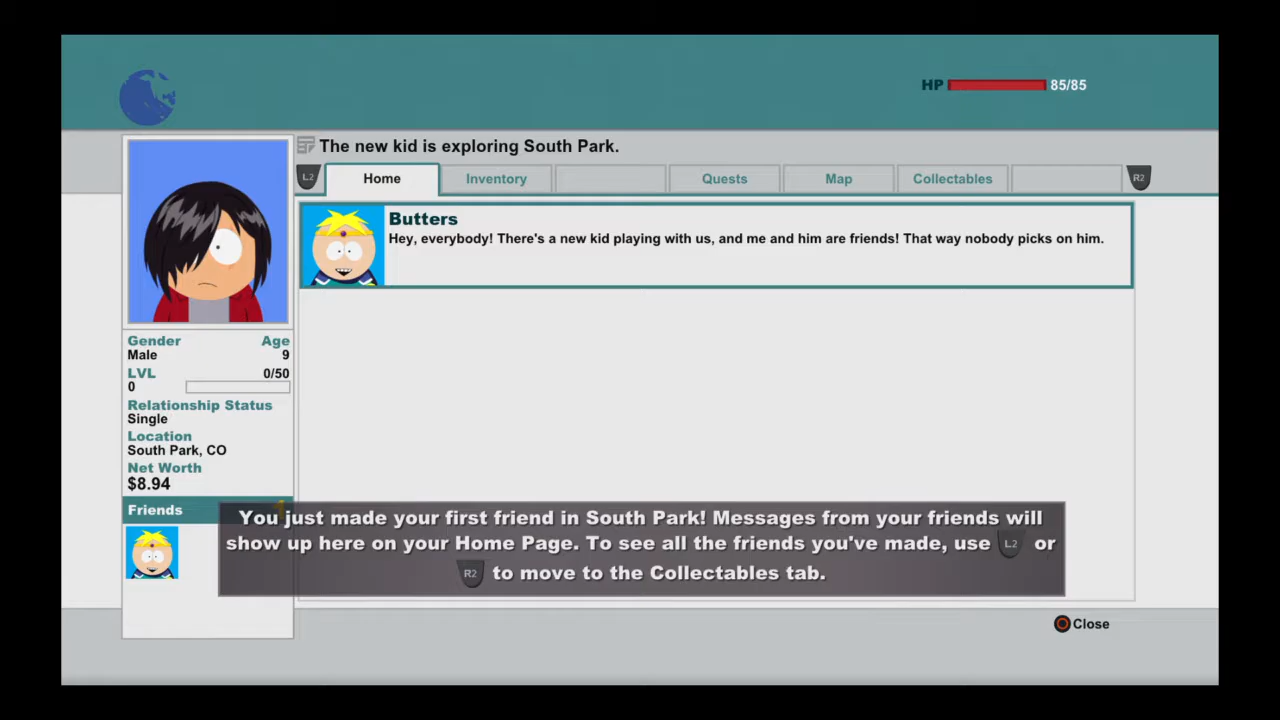 HP 85/85
The new kid is exploring South Park.
L2 Home Inventory Quests Map Collectables R2
Butters
Hey, everybody! There's a new kid playing with us, and me and him are friends! That way nobody picks on him.
Gender Age
Male 9
LVL 0/50
0
Relationship Status
Single
Location
South Park, CO
Net Worth
$8.94
Friends
You just made your first friend in South Park! Messages from your friends will
show up here on your Home Page. To see all the friends you've made, use L2 or
R2 to move to the Collectables tab.
Close